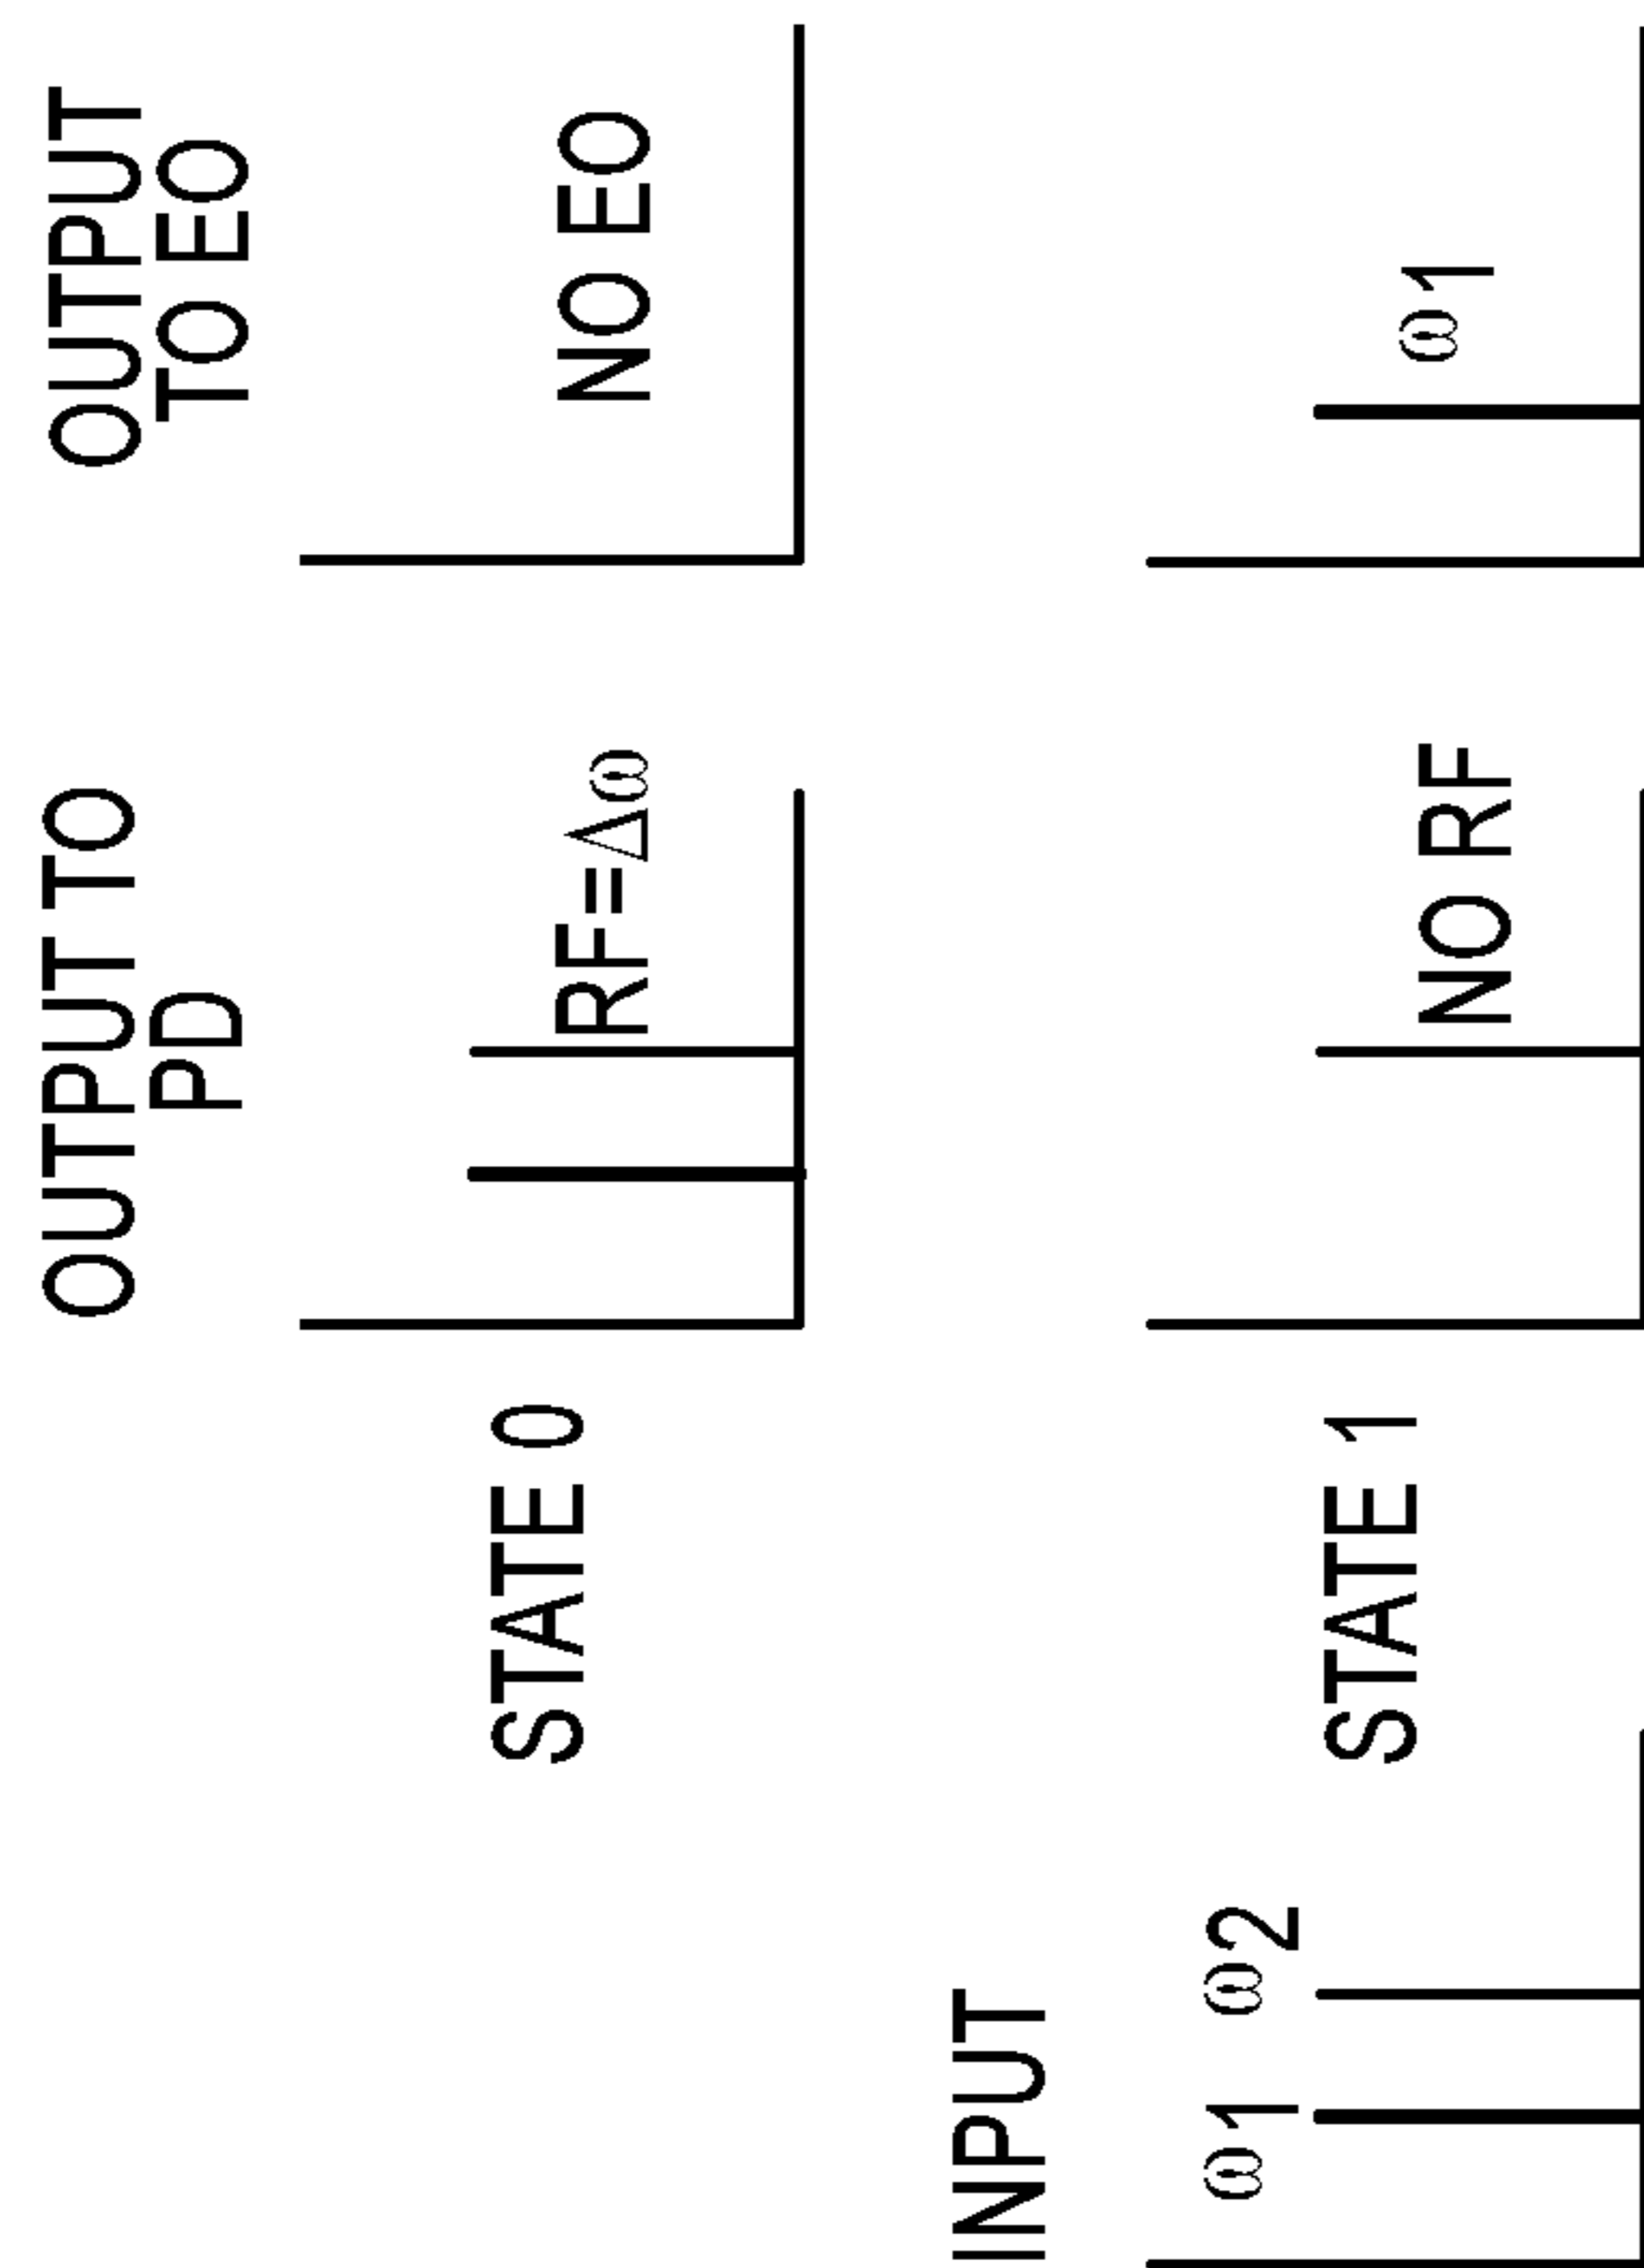 OUTPUT TO
PD
OUTPUT
TO EO
STATE 0
RF=Δω
NO EO
INPUT
ω1
ω2
STATE 1
NO RF
ω1